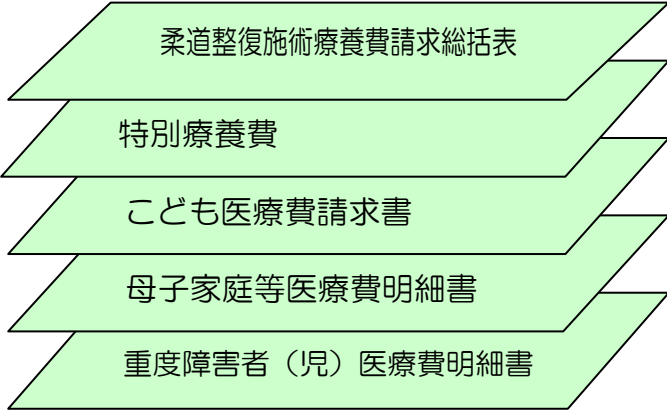 柔道整復施術療養費請求総括表
特別療養費
こども医療費請求書
母子家庭等医療費明細書
重度障害者（児）医療費明細書